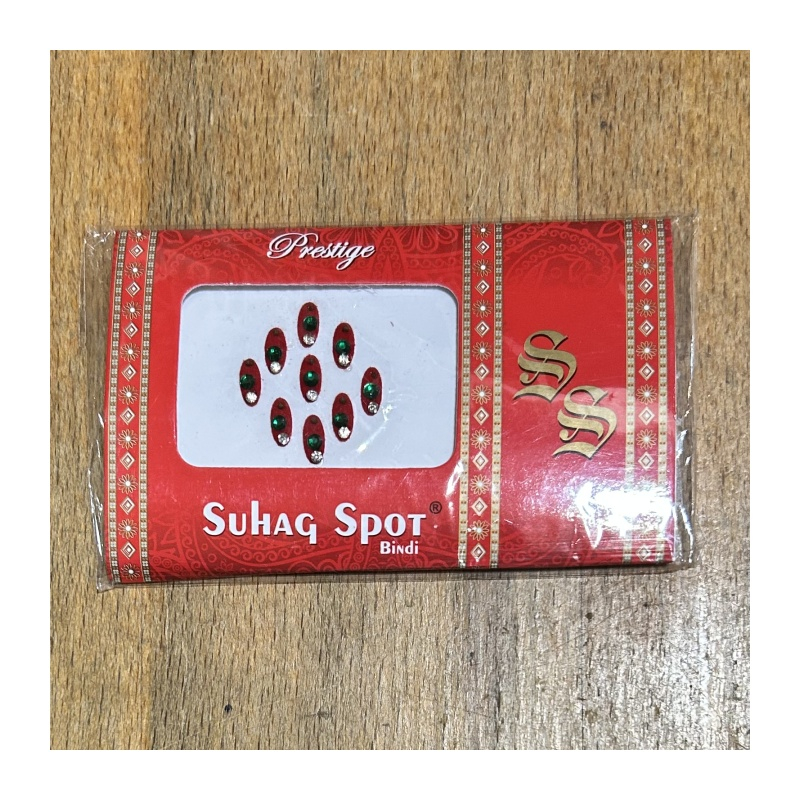 Prestige
SS
Suhag Spot®
Bindi